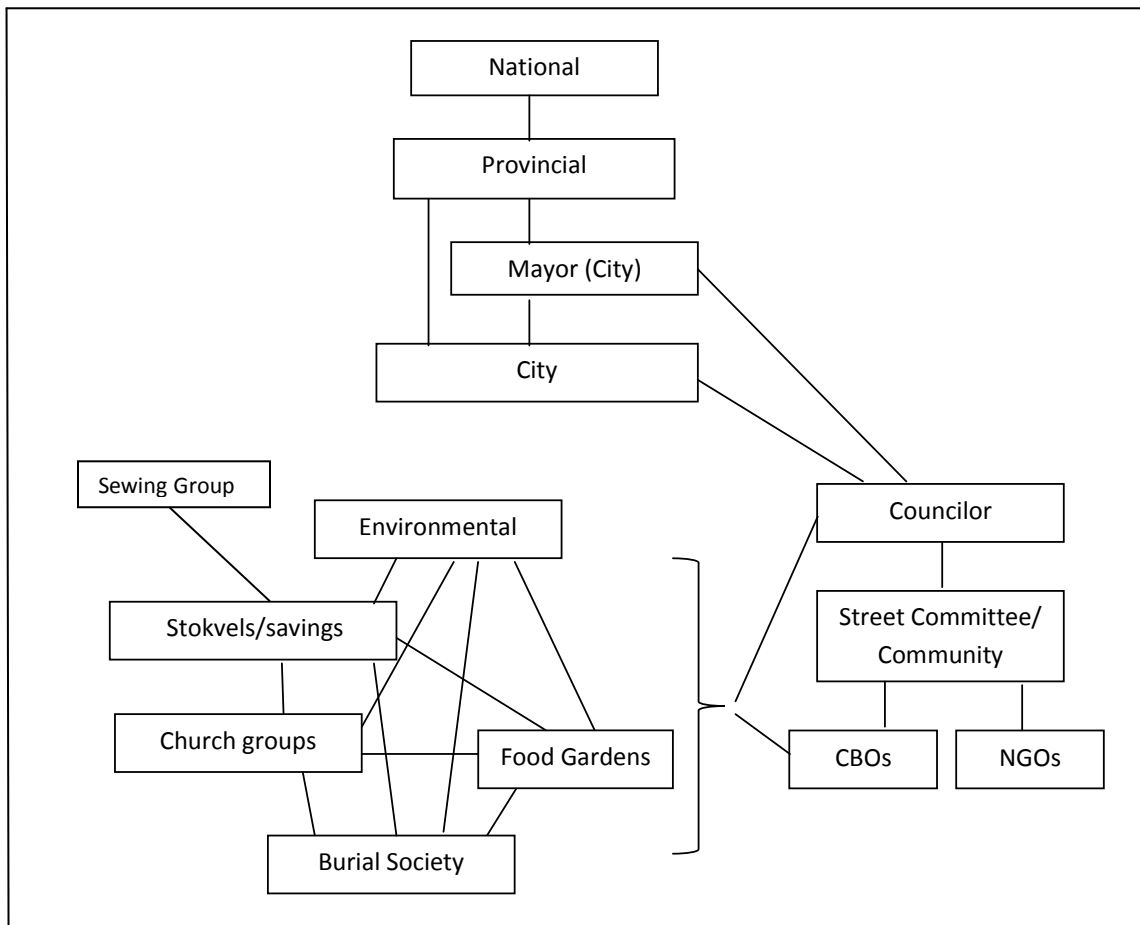 National
Provincial
Mayor (City)
City
Sewing Group
Environmental
Councilor
Stokvels/savings
Street Committee/
Community
Church groups
Food Gardens
CBOs
NGOs
Burial Society